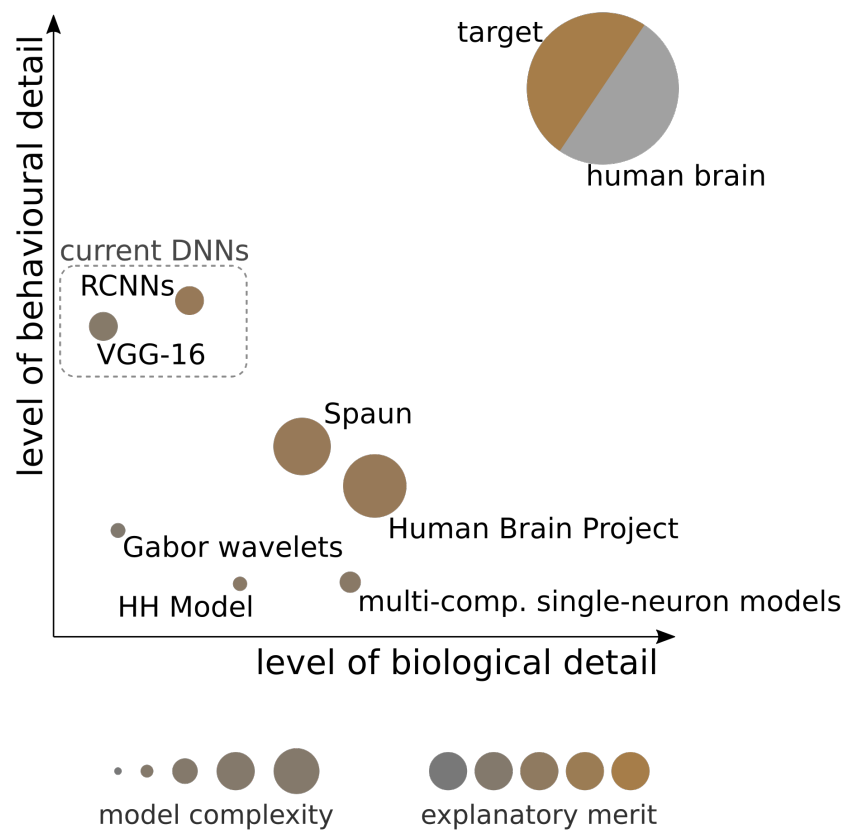 target
human brain
level of behavioural detail
current DNNs
RCNNs
VGG-16
Spaun
Human Brain Project
Gabor wavelets
HH Model
multi-comp. single-neuron models
level of biological detail
model complexity
explanatory merit